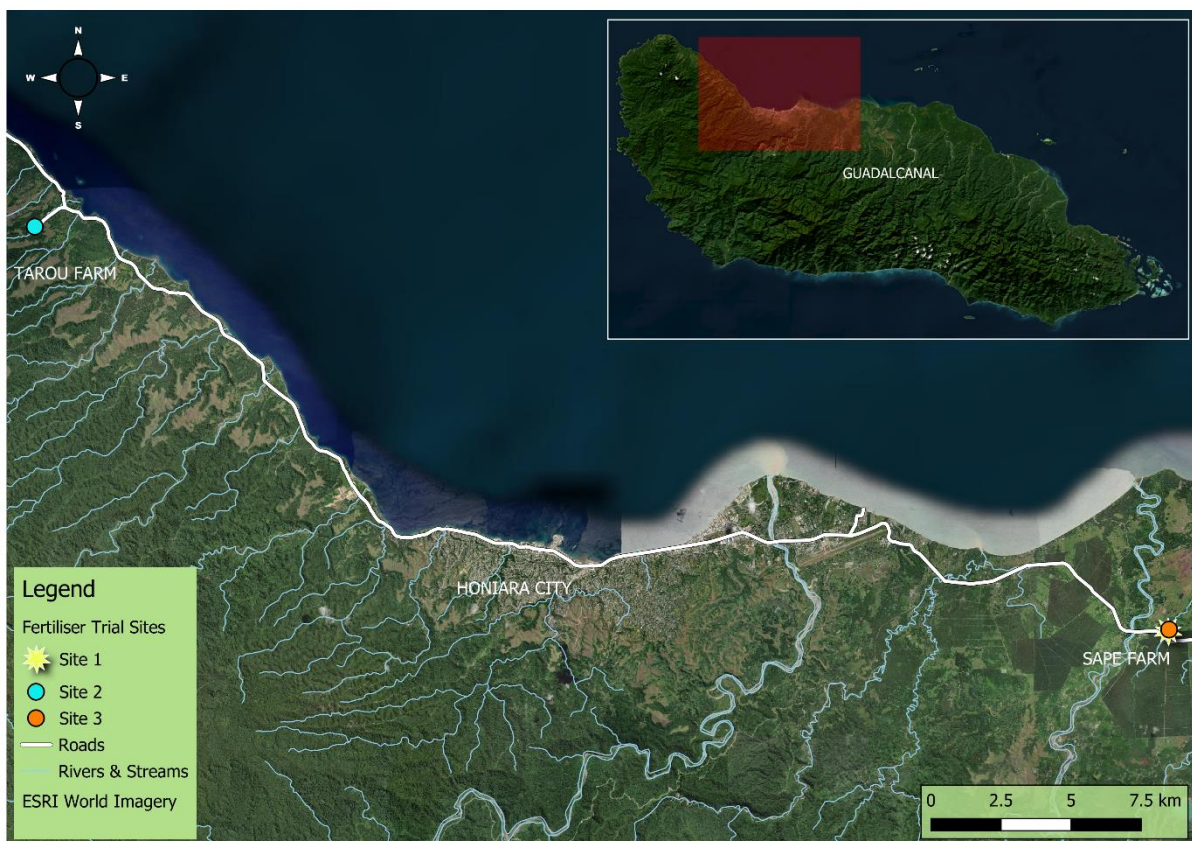 N
W E
S
GUADALCANAL
TAROU FARM
HONIARA CITY
SAPE FARM
Legend
Fertiliser Trial Sites
Site 1
Site 2
Site 3
Roads
Rivers & Streams
ESRI World Imagery
0 2.5 5 7.5 km